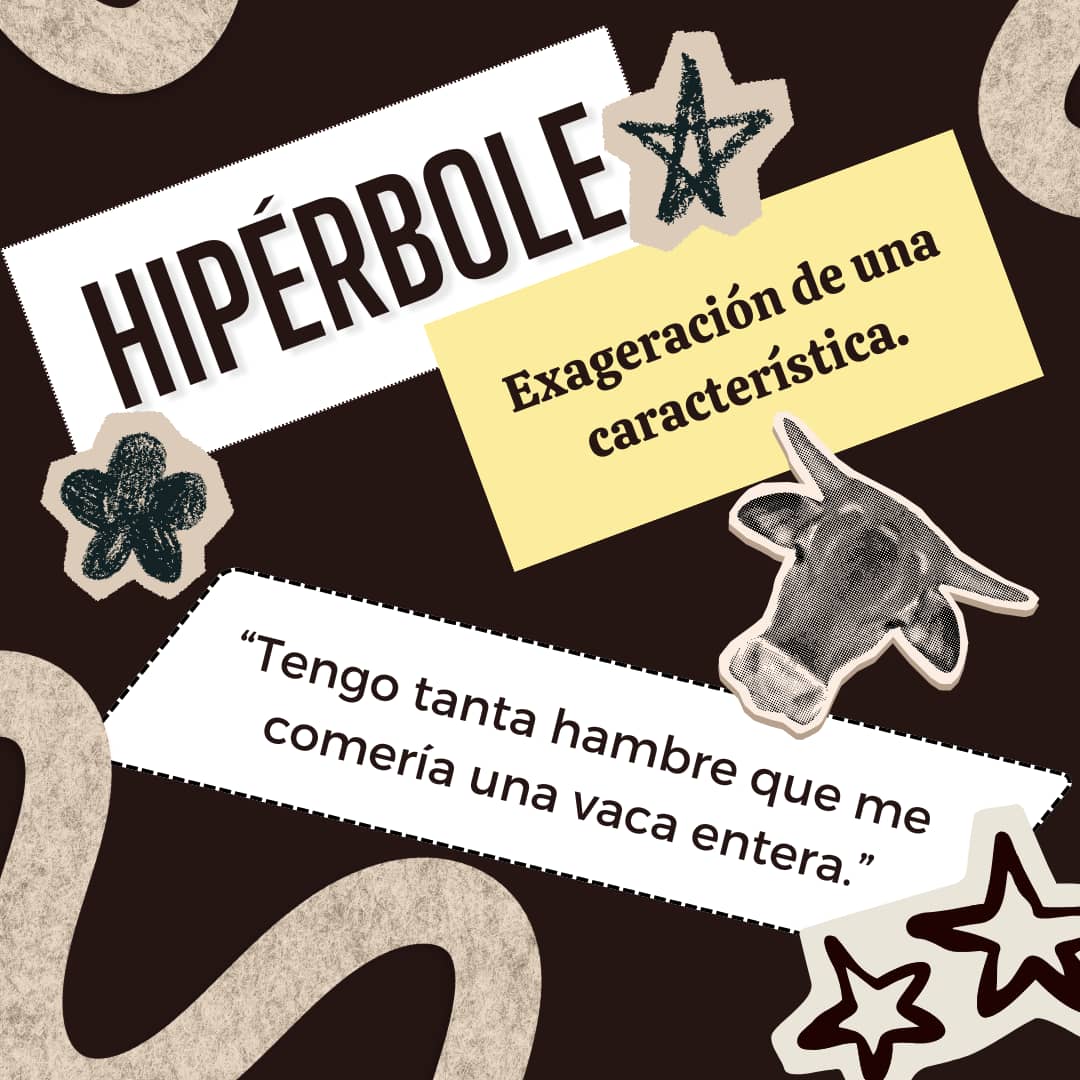 HIPÉRBOLE
Exageración de una
característica.
“Tengo tanta hambre que me
comería una vaca entera.”